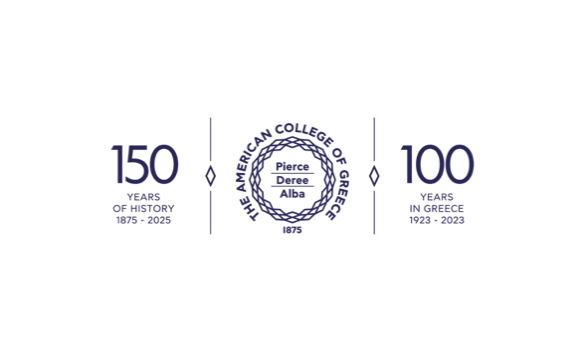 150
YEARS
OF HISTORY
1875 - 2025
THE AMERICAN COLLEGE OF GREECE
Pierce
Deree
Alba
1875
100
YEARS
IN GREECE
1923 - 2023